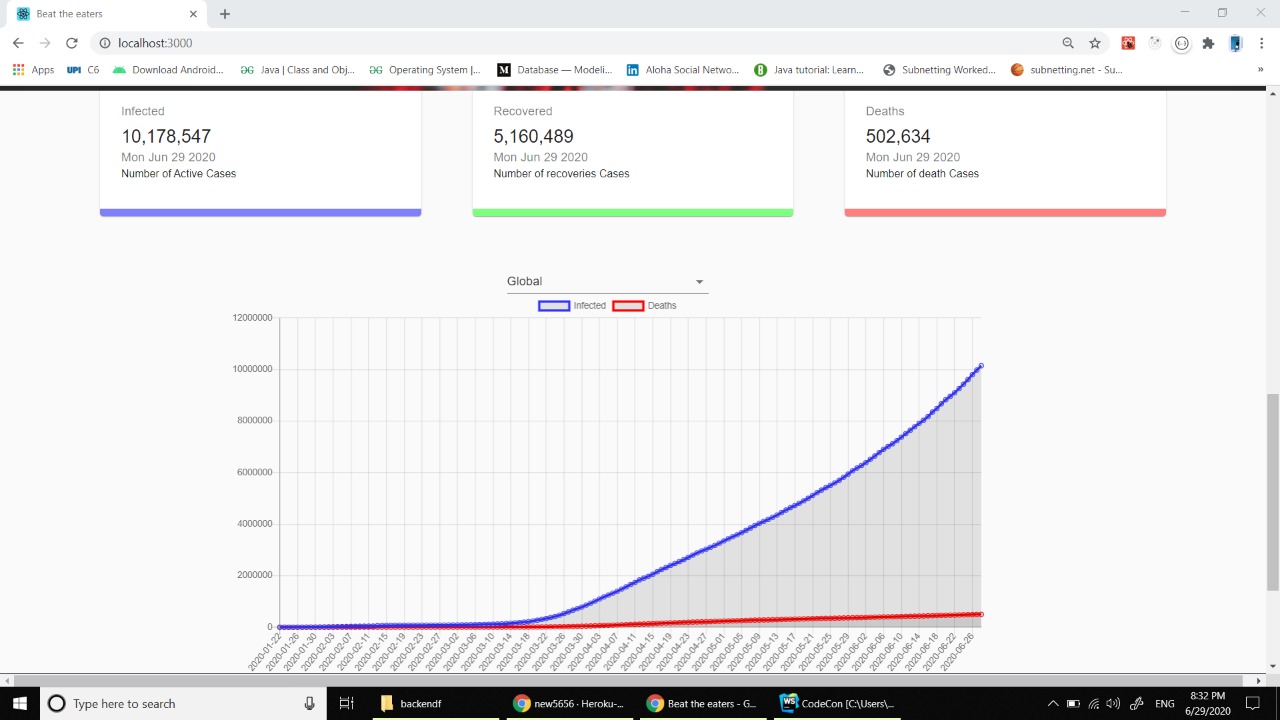 Beat the eaters
localhost:3000
Apps
UPI C6
Download Android...
Java | Class and Obj...
Operating System |...
M Database — Modeli...
in Aloha Social Netwo...
Java tutorial: Learn...
Subnetting Worked...
subnetting.net - Su...
»
Infected
10,178,547
Mon Jun 29 2020
Number of Active Cases
Recovered
5,160,489
Mon Jun 29 2020
Number of recoveries Cases
Deaths
502,634
Mon Jun 29 2020
Number of death Cases
Global
Infected Deaths
12000000
10000000
8000000
6000000
4000000
2000000
0
2020-01-22
2020-01-26
2020-01-30
2020-02-03
2020-02-07
2020-02-11
2020-02-15
2020-02-19
2020-02-23
2020-02-27
2020-03-02
2020-03-06
2020-03-10
2020-03-14
2020-03-18
2020-03-22
2020-03-26
2020-03-30
2020-04-03
2020-04-07
2020-04-11
2020-04-15
2020-04-19
2020-04-23
2020-04-27
2020-05-01
2020-05-05
2020-05-09
2020-05-13
2020-05-17
2020-05-21
2020-05-25
2020-05-29
2020-06-02
2020-06-06
2020-06-10
2020-06-14
2020-06-18
2020-06-22
2020-06-26
Type here to search
backendf
new5656 - Heroku-...
Beat the eaters - G...
WS CodeCon [C:\Users\...
ENG
8:32 PM
6/29/2020